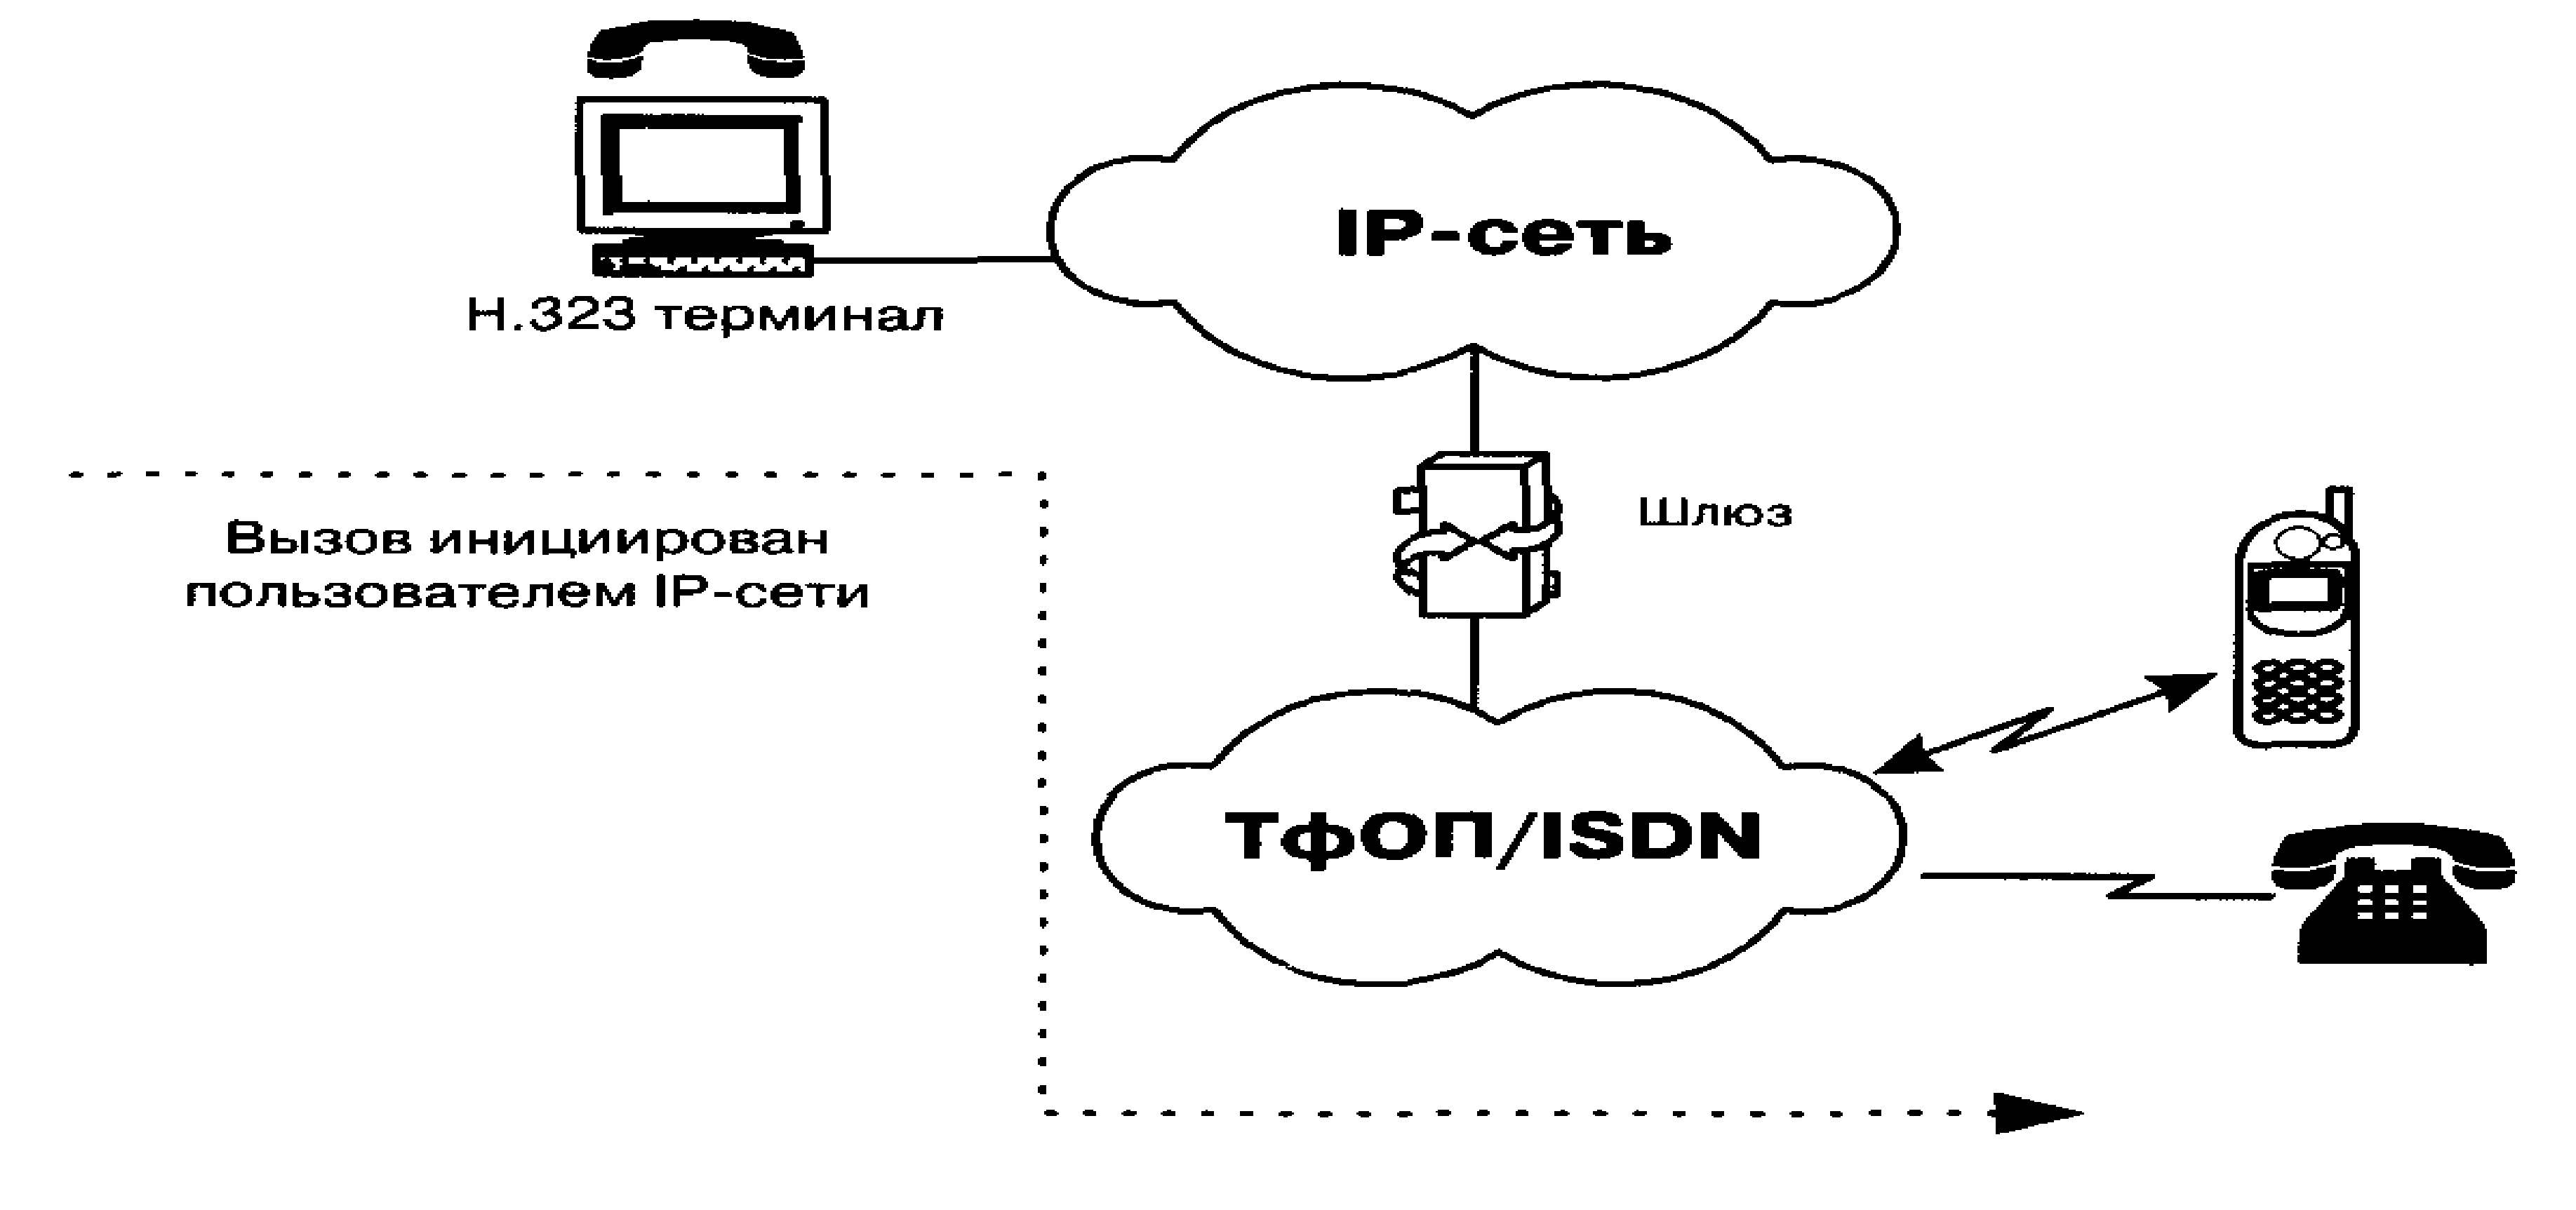 IP-сеть
H.323 терминал
Шлюз
Вызов инициирован
пользователем IP-сети
ТфОП/ISDN